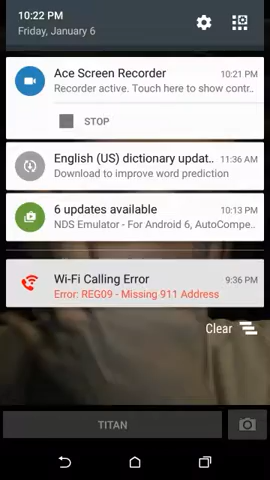 10:22 PM
Friday, January 6
Ace Screen Recorder 10:21 PM
Recorder active. Touch here to show contr..
STOP
English (US) dictionary updat.. 11:36 AM
Download to improve word prediction
6 updates available 10:13 PM
NDS Emulator - For Android 6, AutoCompe..
Wi-Fi Calling Error 9:36 PM
Error: REG09 - Missing 911 Address
Clear
TITAN